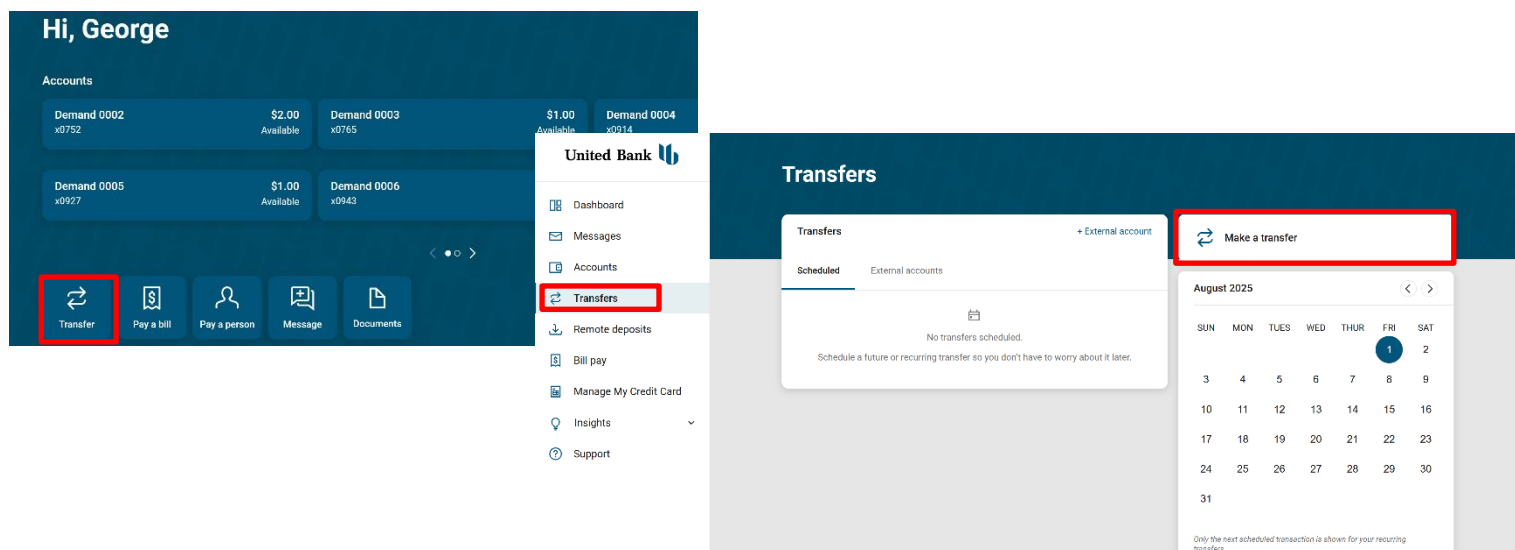 Hi, George
Accounts
Demand 0002 $2.00
x0752 Available
Demand 0003 $1.00
x0765 Available
Demand 0004
x0914
Demand 0005 $1.00
x0927 Available
Demand 0006
x0943
Transfer
Pay a bill
Pay a person
Message
Documents
United Bank
Dashboard
Messages
Accounts
Transfers
Remote deposits
Bill pay
Manage My Credit Card
Insights
Support
Transfers
Transfers + External account
Scheduled External accounts
No transfers scheduled.
Schedule a future or recurring transfer so you don't have to worry about it later.
Make a transfer
August 2025
SUN MON TUES WED THUR FRI SAT
1 2
3 4 5 6 7 8 9
10 11 12 13 14 15 16
17 18 19 20 21 22 23
24 25 26 27 28 29 30
31
Only the next scheduled transaction is shown for your recurring
transfers